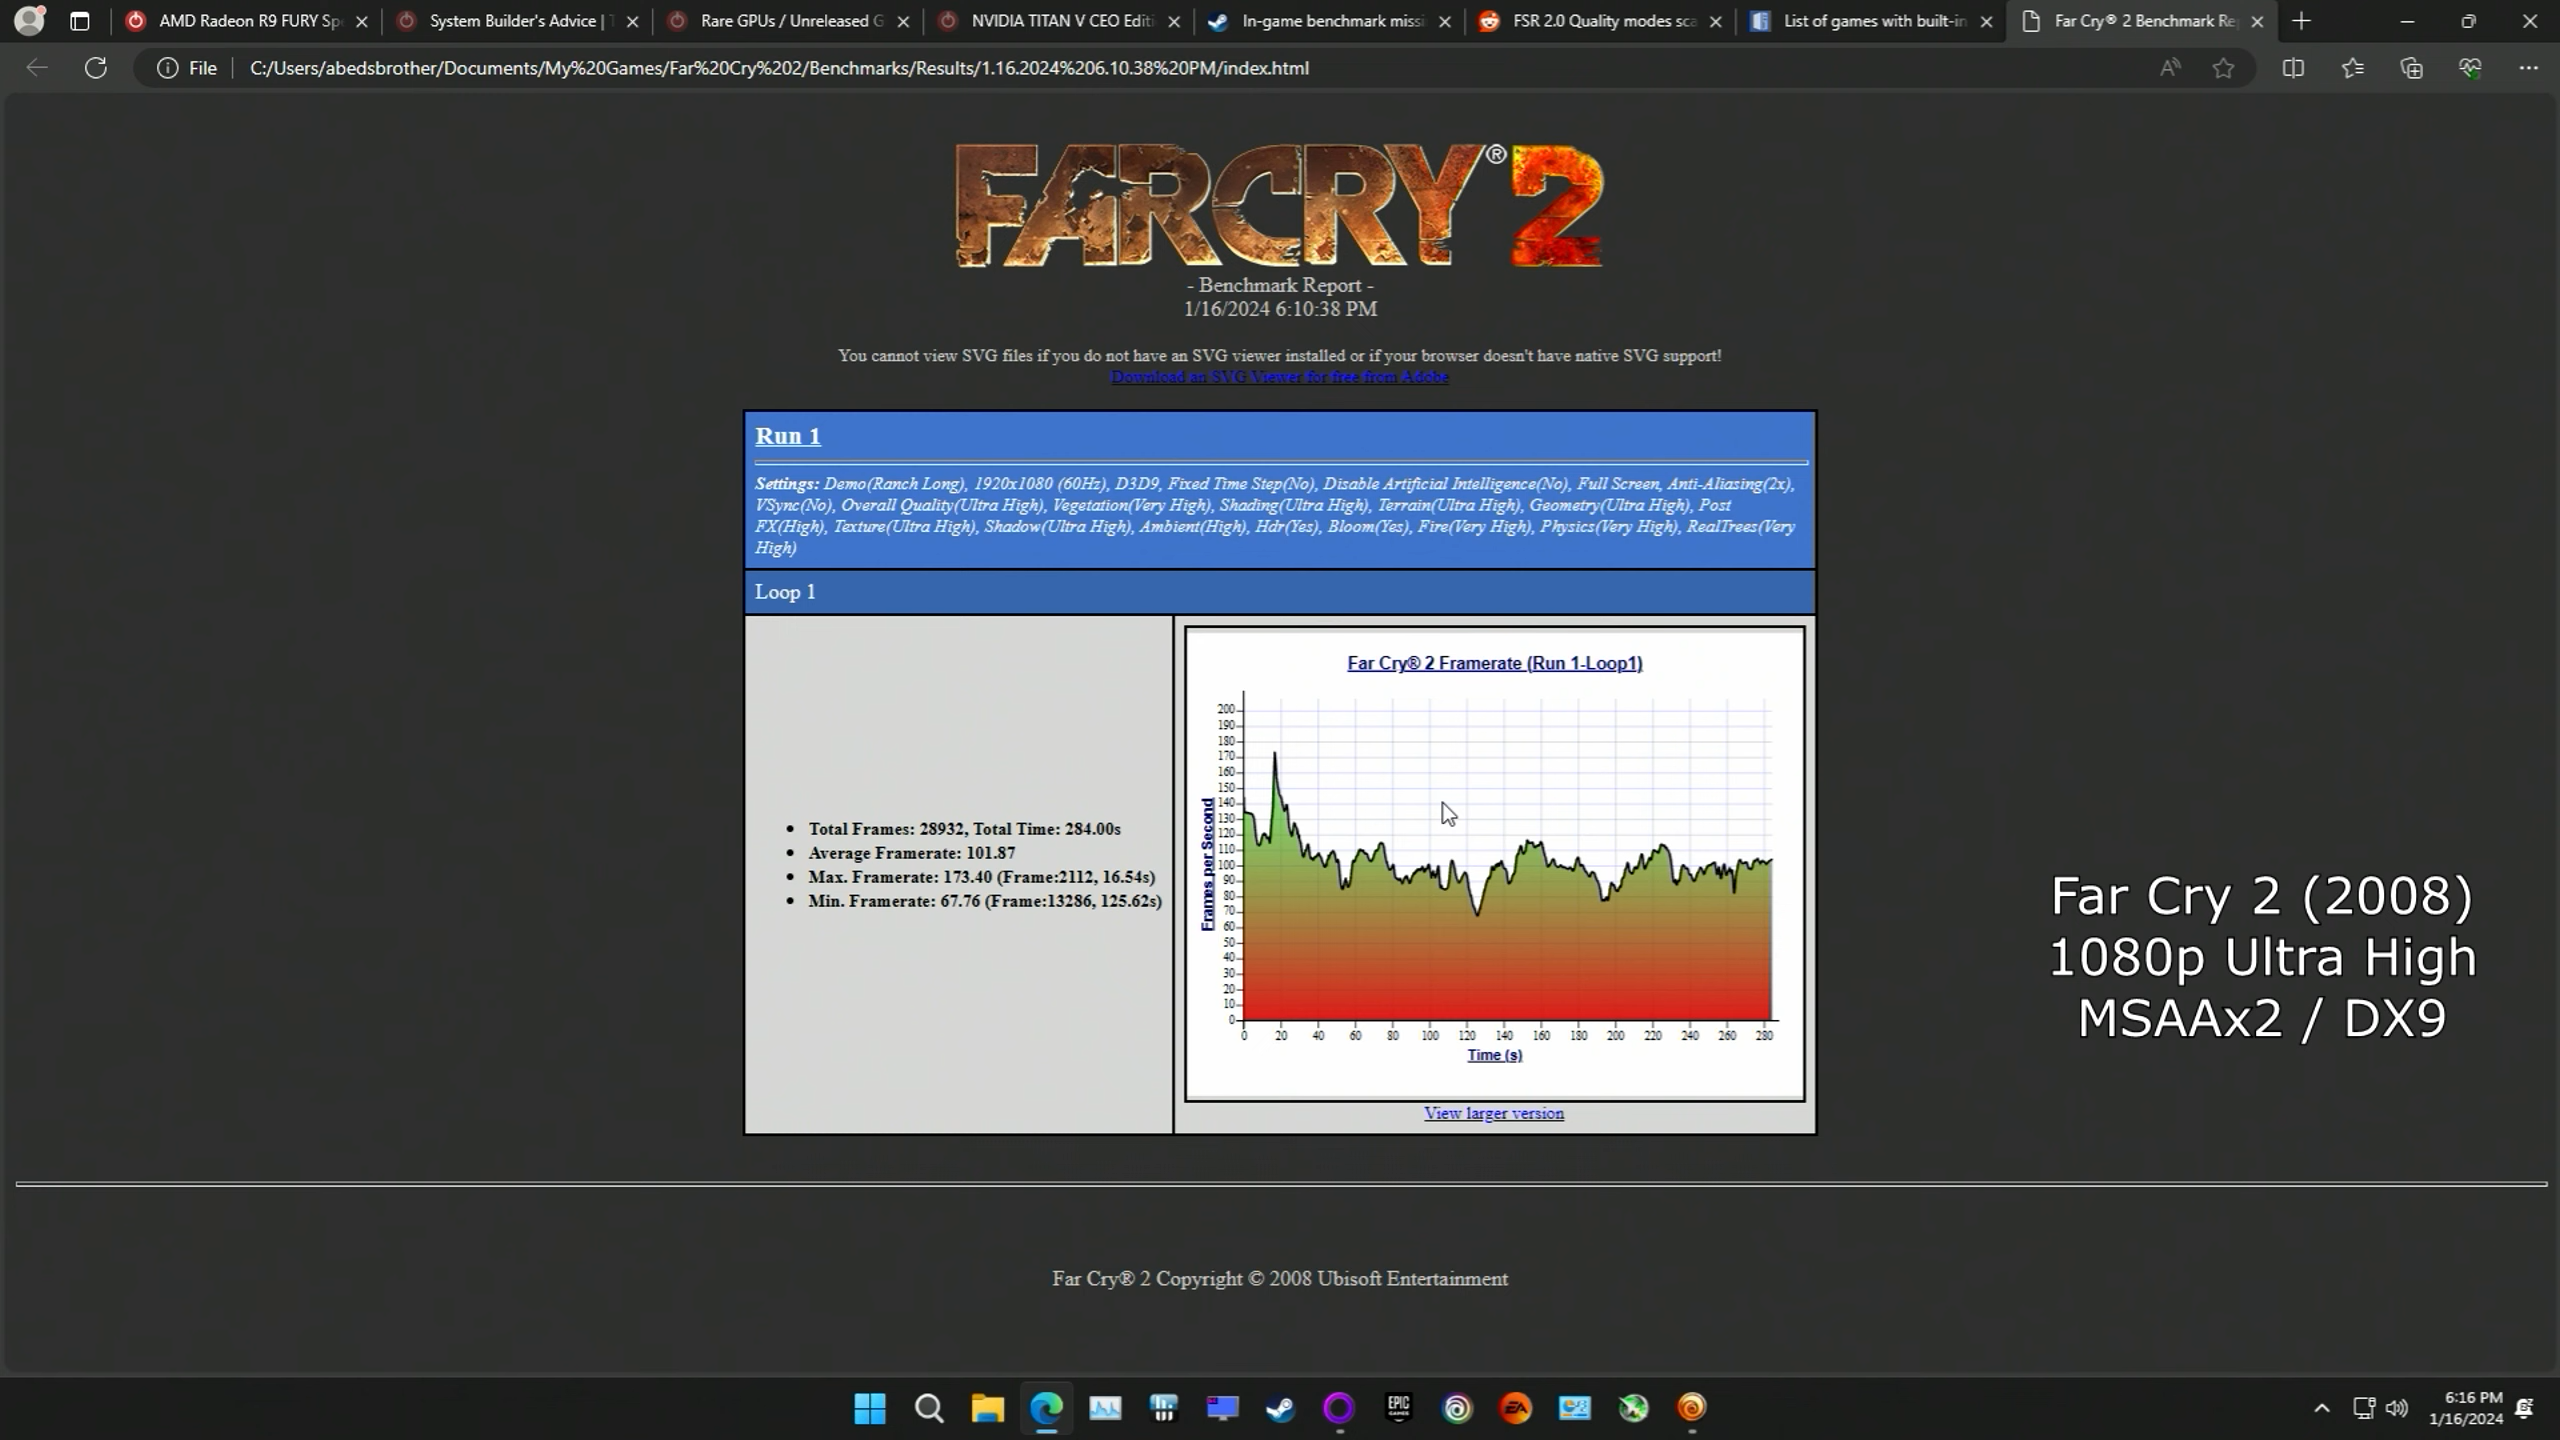 AMD Radeon R9 FURY Spe
System Builder's Advice | T
Rare GPUs / Unreleased G
NVIDIA TITAN V CEO Editi
In-game benchmark missi
FSR 2.0 Quality modes sca
List of games with built-in
Far Cry® 2 Benchmark Re
File
C:/Users/abedsbrother/Documents/My%20Games/Far%20Cry%202/Benchmarks/Results/1.16.2024%206.10.38%20PM/index.html
FARCRY®2
- Benchmark Report -
1/16/2024 6:10:38 PM
You cannot view SVG files if you do not have an SVG viewer installed or if your browser doesn't have native SVG support!
Download an SVG Viewer for free from Adobe
Run 1
Settings: Demo(Ranch Long), 1920x1080 (60Hz), D3D9, Fixed Time Step(No), Disable Artificial Intelligence(No), Full Screen, Anti-Aliasing(2x),
VSync(No), Overall Quality(Ultra High), Vegetation(Very High), Shading(Ultra High), Terrain(Ultra High), Geometry(Ultra High), Post
FX(High), Texture(Ultra High), Shadow(Ultra High), Ambient(High), Hdr(Yes), Bloom(Yes), Fire(Very High), Physics(Very High), RealTrees(Very
High)
Loop 1
Total Frames: 28932, Total Time: 284.00s
Average Framerate: 101.87
Max. Framerate: 173.40 (Frame:2112, 16.54s)
Min. Framerate: 67.76 (Frame:13286, 125.62s)
Far Cry® 2 Framerate (Run 1-Loop1)
Frames per Second
200
190
180
170
160
150
140
130
120
110
100
90
80
70
60
50
40
30
20
10
0
0 20 40 60 80 100 120 140 160 180 200 220 240 260 280
Time (s)
View larger version
Far Cry 2 (2008)
1080p Ultra High
MSAAx2 / DX9
Far Cry® 2 Copyright © 2008 Ubisoft Entertainment
EPIC
GAMES
EA
6:16 PM
1/16/2024